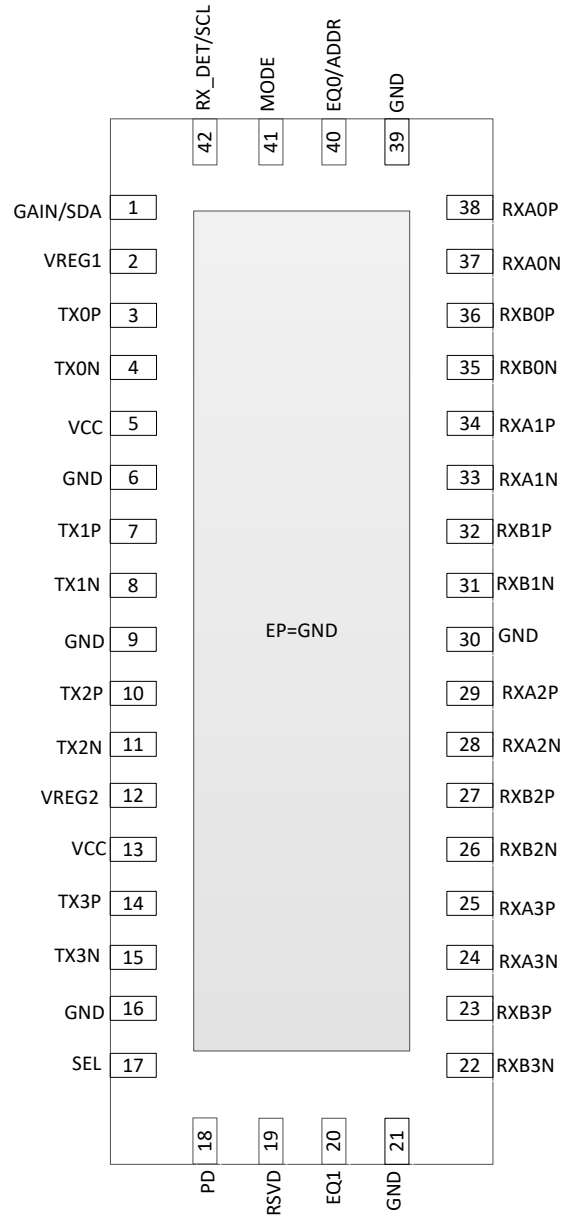 RX_DET/SCL
MODE
EQ0/ADDR
GND
42
41
40
39
GAIN/SDA 1
38 RXA0P
VREG1 2
37 RXA0N
TX0P 3
36 RXB0P
TX0N 4
35 RXB0N
VCC 5
34 RXA1P
GND 6
33 RXA1N
TX1P 7
32 RXB1P
TX1N 8
31 RXB1N
GND 9
EP=GND
30 GND
TX2P 10
29 RXA2P
TX2N 11
28 RXA2N
VREG2 12
27 RXB2P
VCC 13
26 RXB2N
TX3P 14
25 RXA3P
TX3N 15
24 RXA3N
GND 16
23 RXB3P
SEL 17
22 RXB3N
18
19
20
21
PD
RSVD
EQ1
GND